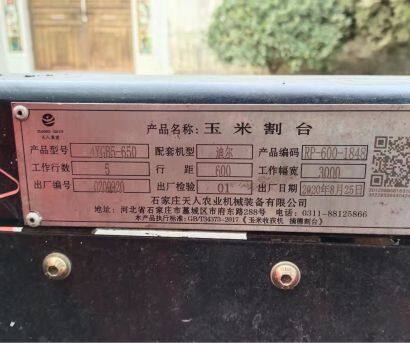 天人集团
产品名称: 玉米割台
产品型号 4YGB5-650 配套机型 迪尔 产品编码 RP-600-1848
工作行数 5 行距 600 工作幅宽 3000
出厂编号 出厂检验 01 出厂日期 2020年8月25日
石家庄天人农业机械装备有限公司
地址: 河北省石家庄市藁城区市府东路288号 电话: 0311-88125866
本产品执行标准: GB/T34373-2017《玉米收获机 摘穗割台》